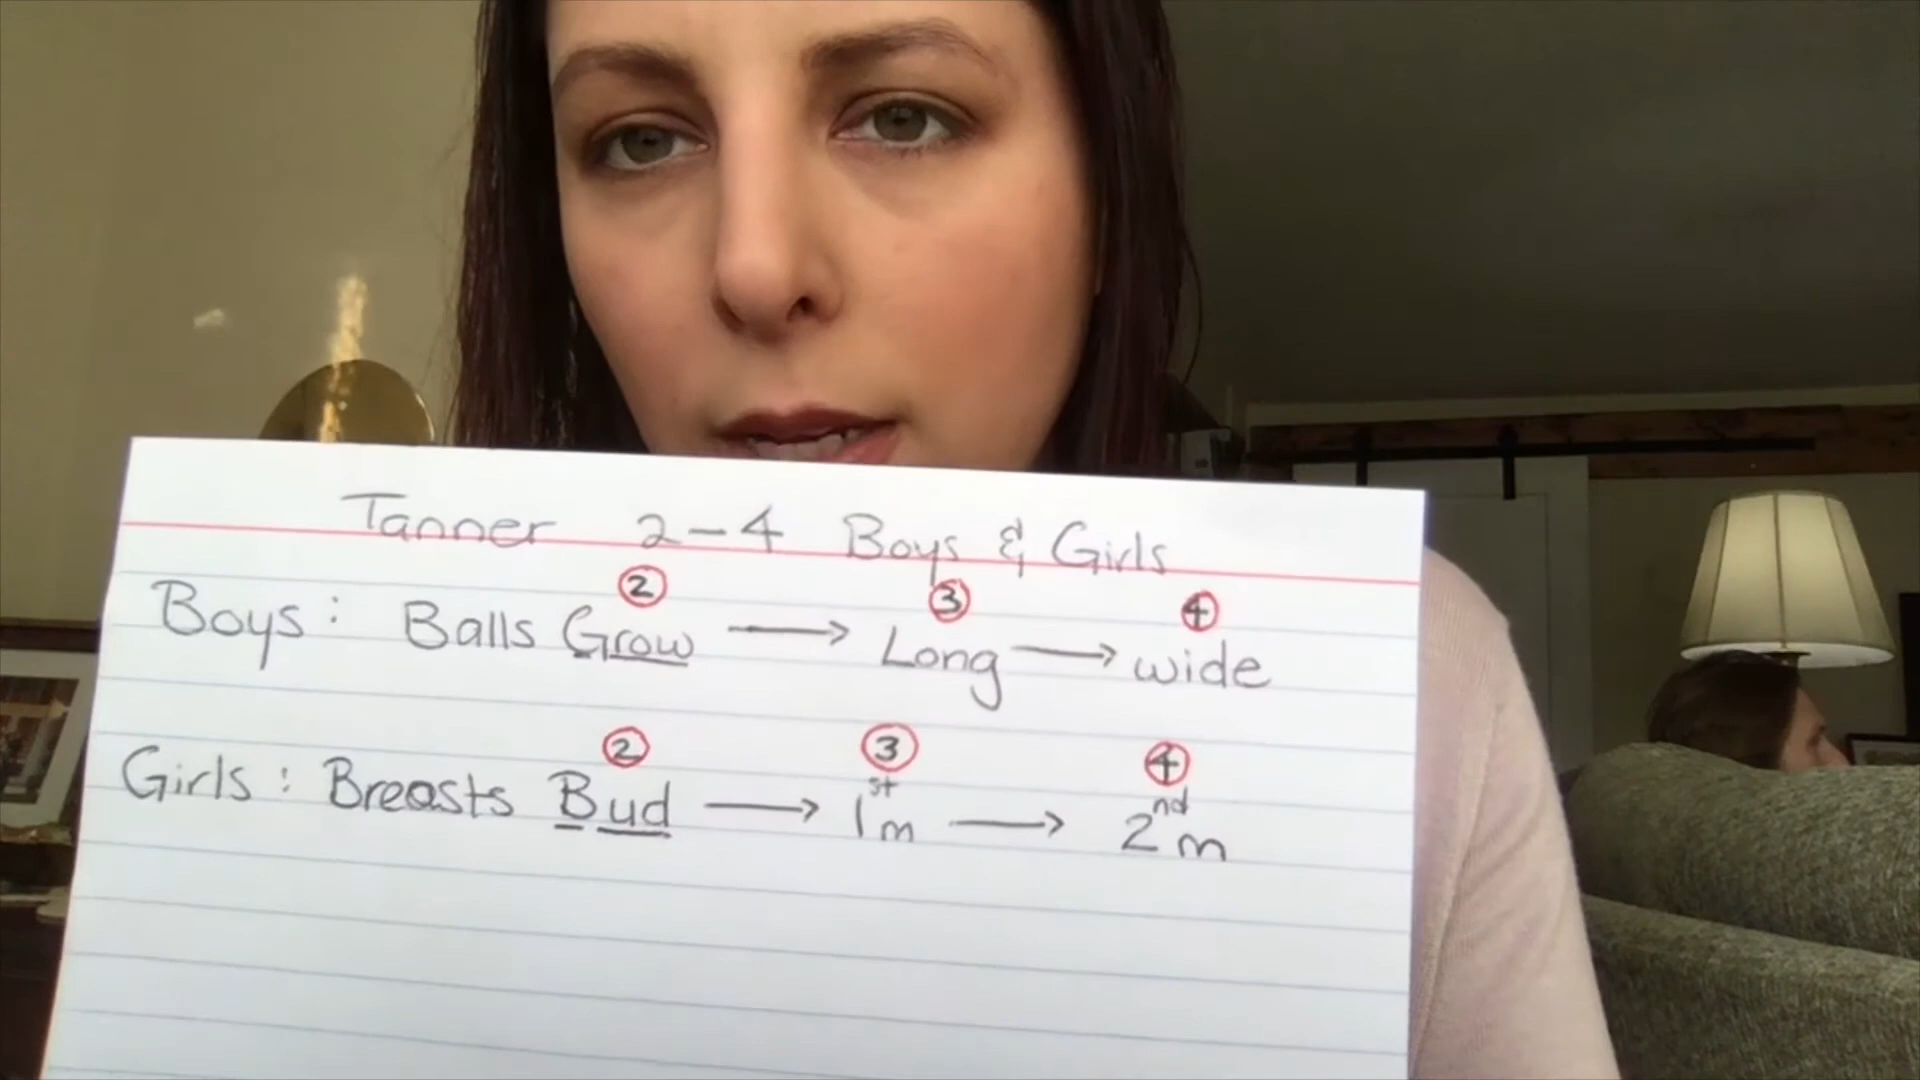 Tanner 2-4 Boys & Girls
② ③ ④
Boys: Balls Grow → Long → wide
② ③ ④
Girls: Breasts Bud → 1st m → 2nd m